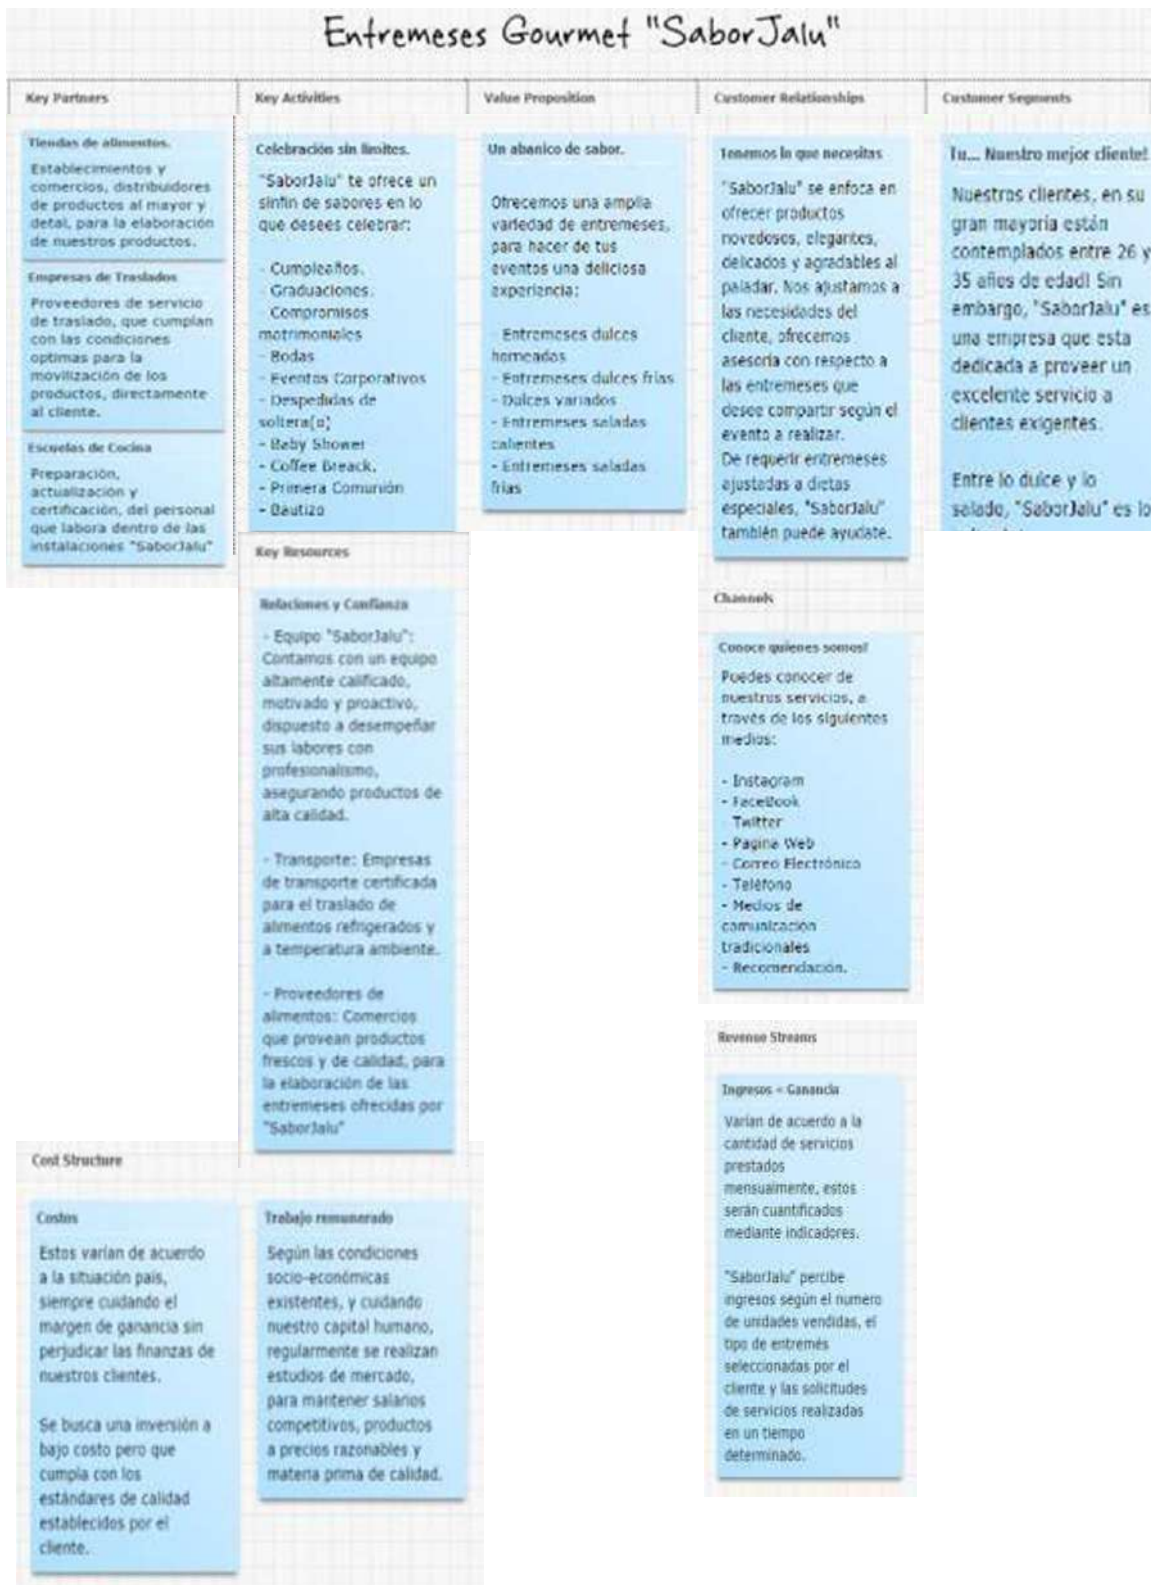 Entremeses Gourmet "SaborJalu"
Key Partners
Tiendas de alimentos.
Establecimientos y
comercios, distribuidores
de productos al mayor y
detal, para la elaboración
de nuestros productos.
Empresas de Traslados
Proveedores de servicio
de traslado, que cumplan
con las condiciones
optimas para la
movilización de los
productos, directamente
al cliente.
Escuelas de Cocina
Preparación,
actualización y
certificación, del personal
que labora dentro de las
instalaciones "SaborJalu"
Key Activities
Celebración sin limites.
"SaborJalu" te ofrece un
sinfin de sabores en lo
que desees celebrar:
- Cumpleaños.
- Graduaciones.
Compromisos
matrimoniales
- Bodas
- Eventos Corporativos
- Despedidas de
soltera(o)
- Baby Shower
- Coffee Breack.
- Primera Comunión
- Bautizo
Key Resources
Relaciones y Confianza
- Equipo "SaborJalu":
Contamos con un equipo
altamente calificado,
motivado y proactivo,
dispuesto a desempeñar
sus labores con
profesionalismo,
asegurando productos de
alta calidad.
- Transporte: Empresas
de transporte certificada
para el traslado de
alimentos refrigerados y
a temperatura ambiente.
- Proveedores de
alimentos: Comercios
que provean productos
frescos y de calidad, para
la elaboración de las
entremeses ofrecidas por
"SaborJalu"
Value Proposition
Un abanico de sabor.
Ofrecemos una amplia
variedad de entremeses,
para hacer de tus
eventos una deliciosa
experiencia:
Entremeses dulces
horneadas
- Entremeses dulces frias
- Dulces variados
- Entremeses saladas
calientes
- Entremeses saladas
frias
Customer Relationships
Tenemos lo que necesitas
"SaborJalu" se enfoca en
ofrecer productos
novedosos, elegantes,
delicados y agradables al
paladar. Nos ajustamos a
las necesidades del
cliente, ofrecemos
asesoria con respecto a
las entremeses que
desee compartir según el
evento a realizar.
De requerir entremeses
ajustadas a dietas
especiales, "SaborJalu"
también puede ayudate.
Channels
Conoce quienes somos!
Puedes conocer de
nuestros servicios, a
través de los siguientes
medios:
- Instagram
- FaceBook
Twitter
- Pagina Web
- Correo Electrónico
- Teléfono
- Medios de
comunicación
tradicionales
- Recomendación.
Customer Segments
Tu... Nuestro mejor cliente!
Nuestros clientes, en su
gran mayoría están
contemplados entre 26 y
35 años de edad! Sin
embargo, "SaborJalu" es
una empresa que esta
dedicada a proveer un
excelente servicio a
clientes exigentes.
Entre lo dulce y lo
salado, "SaborJalu" es lo
Cost Structure
Costos
Estos varían de acuerdo
a la situación país,
siempre cuidando el
margen de ganancia sin
perjudicar las finanzas de
nuestros clientes.
Se busca una inversión a
bajo costo pero que
cumpla con los
estándares de calidad
establecidos por el
cliente.
Trabajo remunerado
Según las condiciones
socio-económicas
existentes, y cuidando
nuestro capital humano,
regularmente se realizan
estudios de mercado,
para mantener salarios
competitivos, productos
a precios razonables y
materia prima de calidad.
Revenue Streams
Ingresos = Ganancia
Varían de acuerdo a la
cantidad de servicios
prestados
mensualmente, estos
serán cuantificados
mediante indicadores.
"SaborJalu" percibe
ingresos según el numero
de unidades vendidas, el
tipo de entremés
seleccionadas por el
cliente y las solicitudes
de servicios realizadas
en un tiempo
determinado.